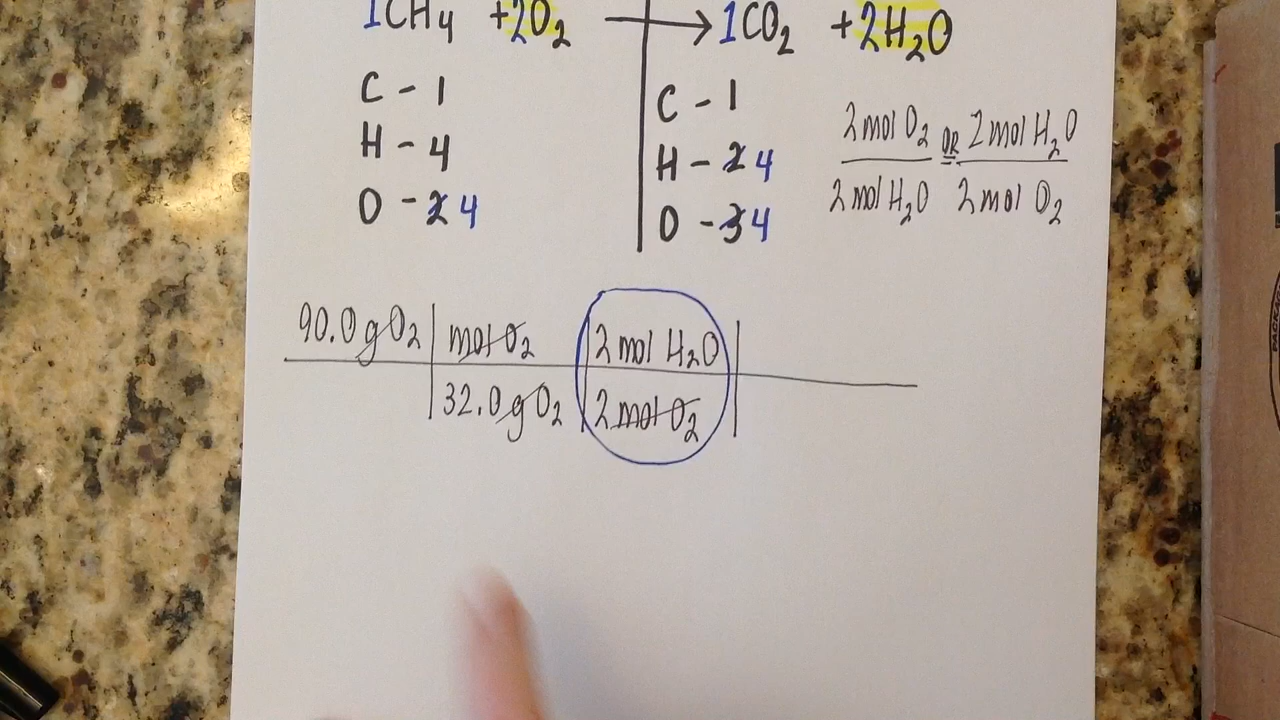 1CH4 +2O2 → 1CO2 +2H2O
C - 1
H - 4
O - 2 4
C - 1
H - 2 4
O - 3 4
2 mol O2 OR 2 mol H2O
2 mol H2O 2 mol O2
90.0 g O2 mol O2 2 mol H2O
32.0 g O2 2 mol O2